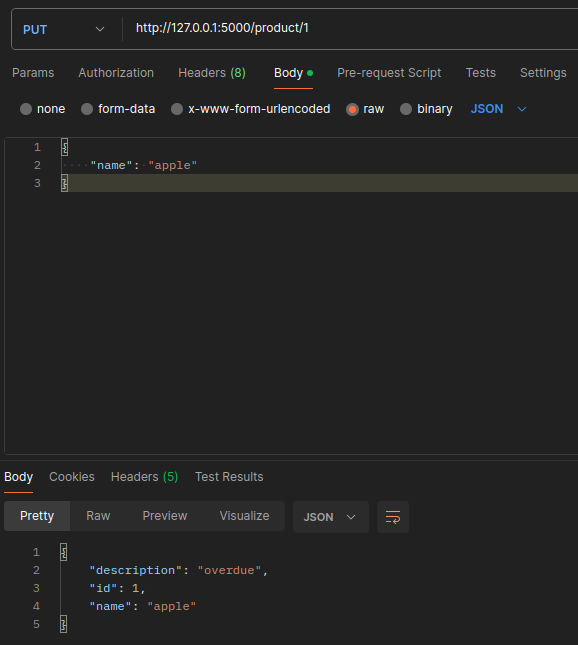 PUT http://127.0.0.1:5000/product/1
Params Authorization Headers (8) Body Pre-request Script Tests Settings
none form-data x-www-form-urlencoded raw binary JSON
1 {
2 "name": "apple"
3 }
Body Cookies Headers (5) Test Results
Pretty Raw Preview Visualize JSON
1 {
2 "description": "overdue",
3 "id": 1,
4 "name": "apple"
5 }